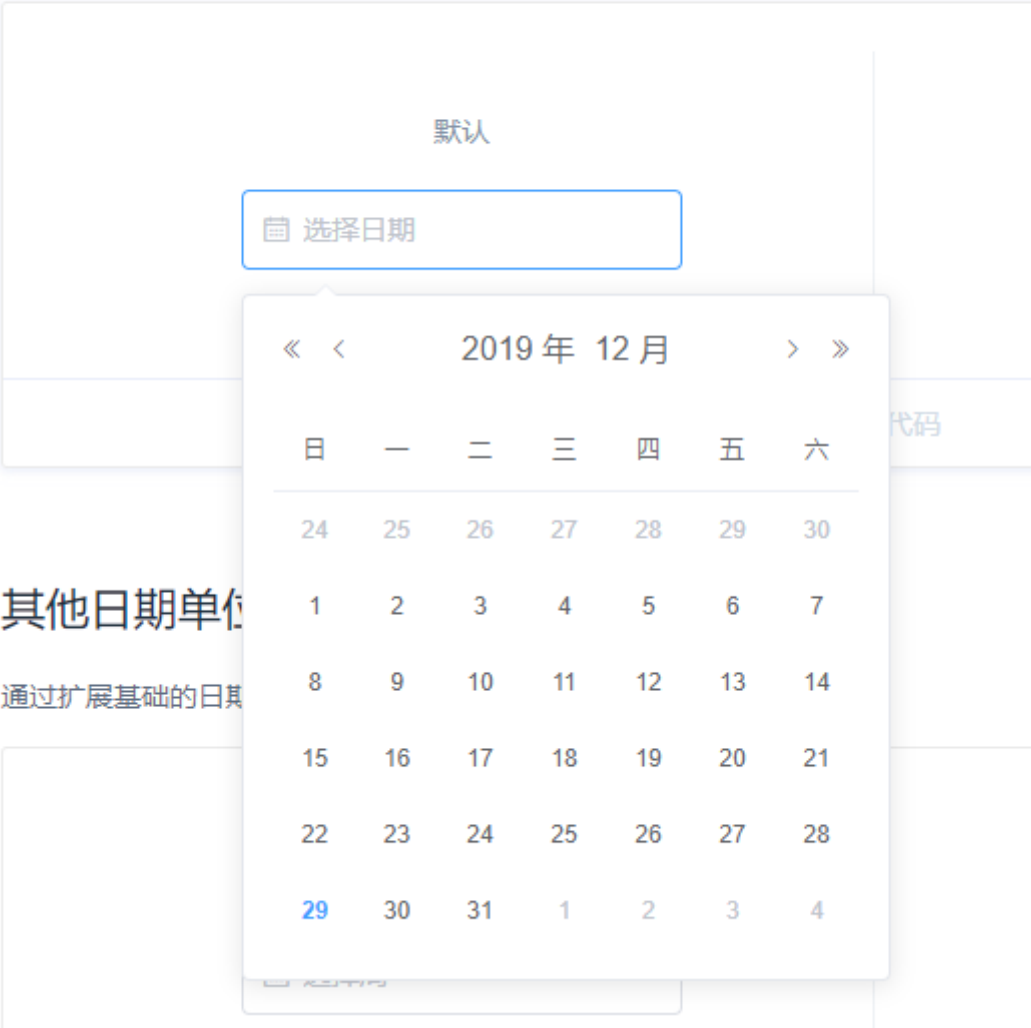 默认
选择日期
2019 年 12 月
代码
日 一 二 三 四 五 六
24 25 26 27 28 29 30
其他日期单位
1 2 3 4 5 6 7
8 9 10 11 12 13 14
通过扩展基础的日期
15 16 17 18 19 20 21
22 23 24 25 26 27 28
29 30 31 1 2 3 4